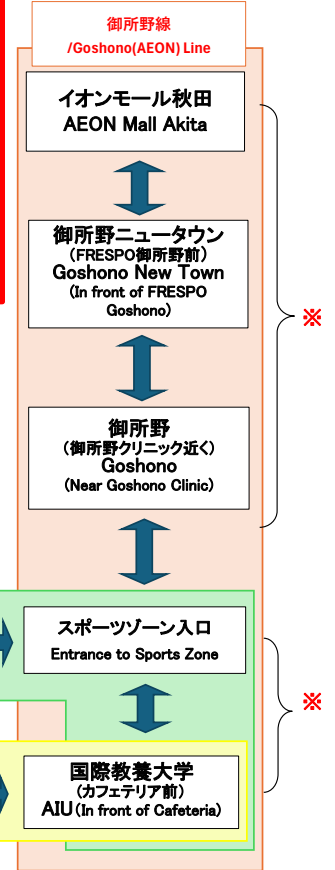 御所野線
/Goshono(AEON) Line
イオンモール秋田
AEON Mall Akita
御所野ニュータウン
(FRESPO御所野前)
Goshono New Town
(In front of FRESPO
Goshono)
※
御所野
(御所野クリニック近く)
Goshono
(Near Goshono Clinic)
スポーツゾーン入口
Entrance to Sports Zone
※
国際教養大学
(カフェテリア前)
AIU(In front of Cafeteria)